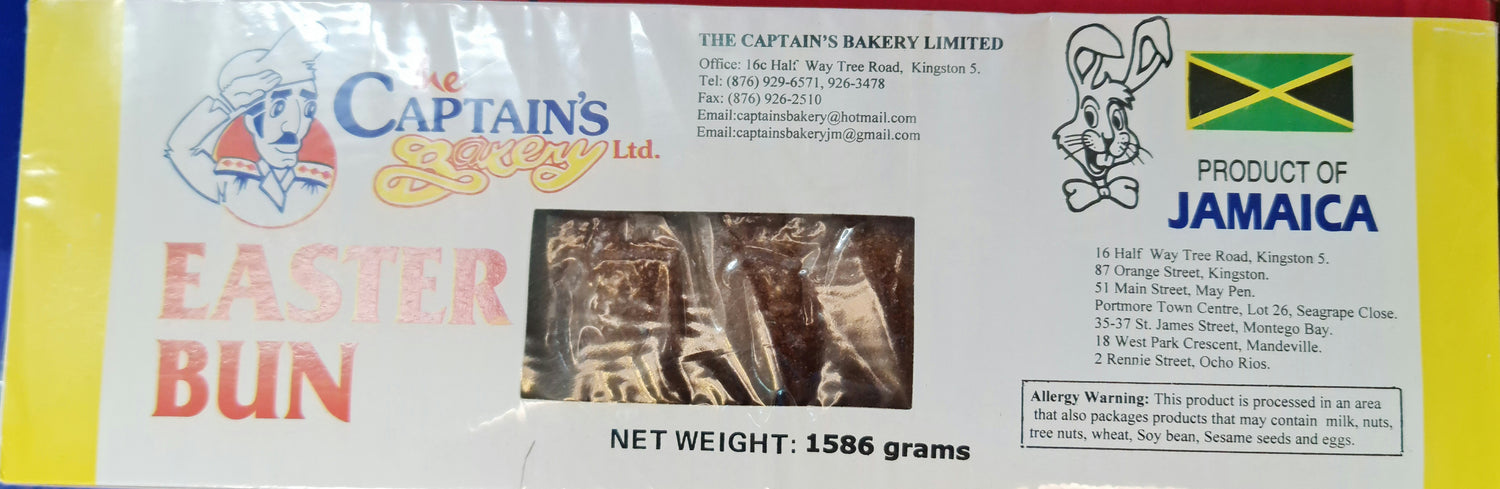 The
CAPTAIN'S
Bakery Ltd.
EASTER
BUN
THE CAPTAIN'S BAKERY LIMITED
Office: 16c Half Way Tree Road, Kingston 5.
Tel: (876) 929-6571, 926-3478
Fax: (876) 926-2510
Email:captainsbakery@hotmail.com
Email:captainsbakeryjm@gmail.com
NET WEIGHT: 1586 grams
PRODUCT OF
JAMAICA
16 Half Way Tree Road, Kingston 5.
87 Orange Street, Kingston.
51 Main Street, May Pen.
Portmore Town Centre, Lot 26, Seagrape Close.
35-37 St. James Street, Montego Bay.
18 West Park Crescent, Mandeville.
2 Rennie Street, Ocho Rios.
Allergy Warning: This product is processed in an area
that also packages products that may contain milk, nuts,
tree nuts, wheat, Soy bean, Sesame seeds and eggs.